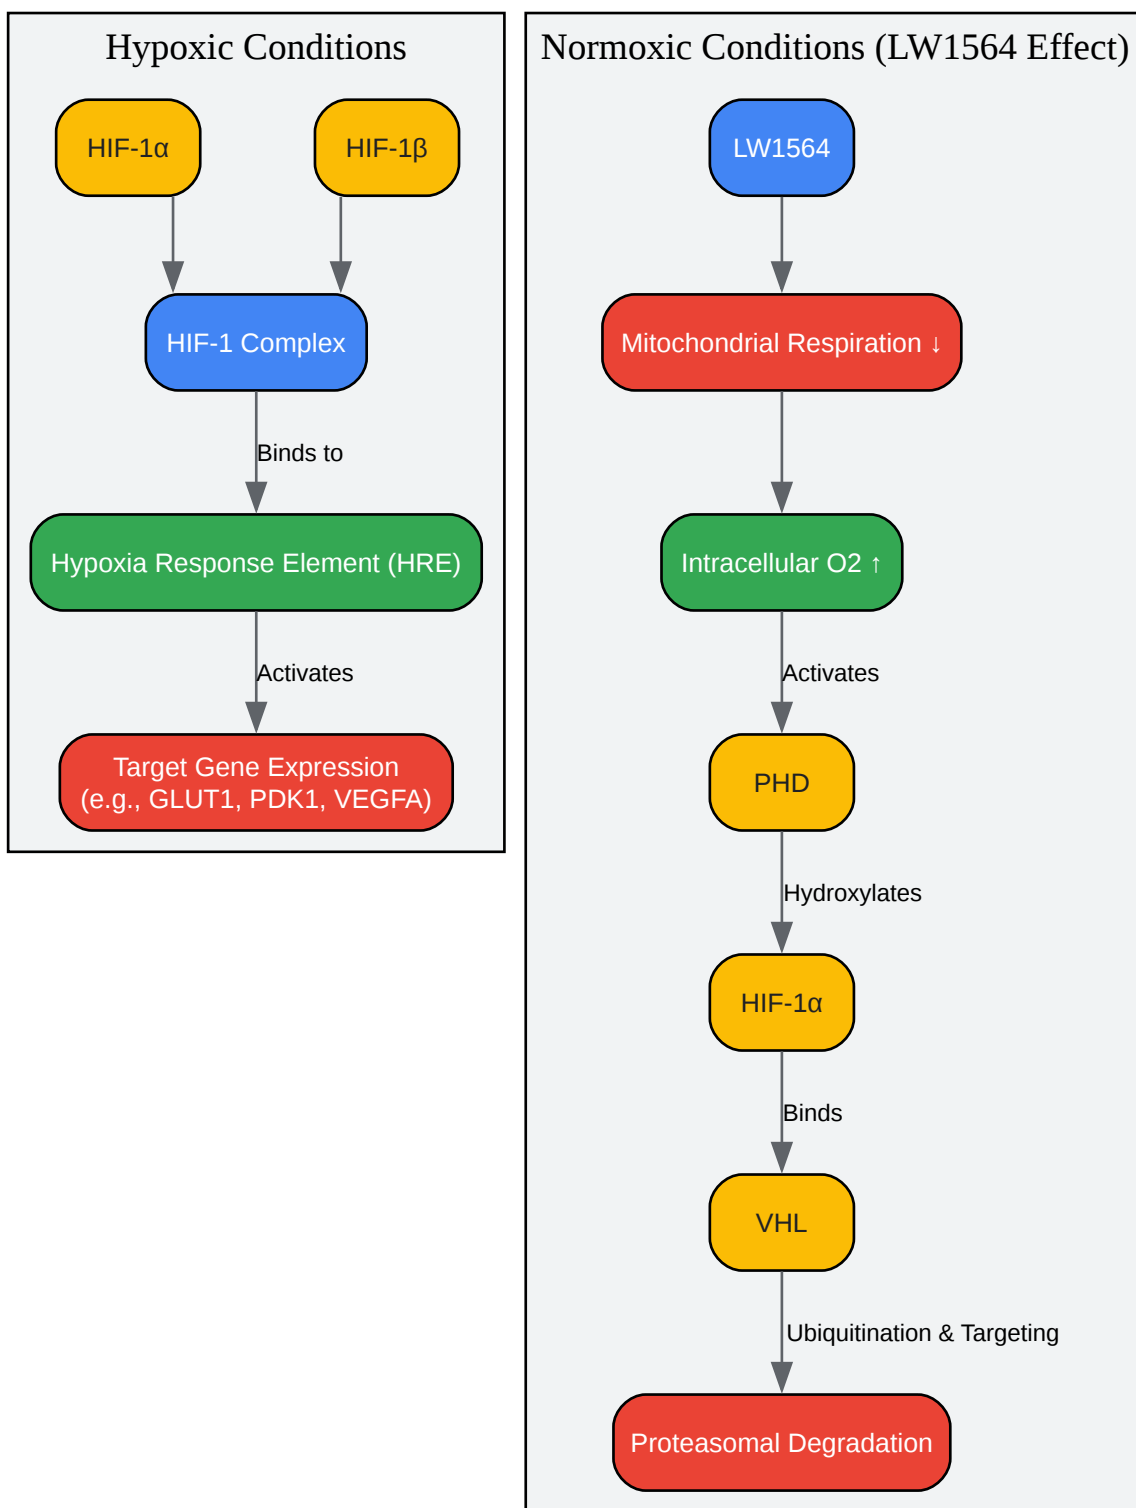 Hypoxic Conditions
HIF-1α
HIF-1β
HIF-1 Complex
Binds to
Hypoxia Response Element (HRE)
Activates
Target Gene Expression
(e.g., GLUT1, PDK1, VEGFA)
Normoxic Conditions (LW1564 Effect)
LW1564
Mitochondrial Respiration ↓
Intracellular O2 ↑
Activates
PHD
Hydroxylates
HIF-1α
Binds
VHL
Ubiquitination & Targeting
Proteasomal Degradation